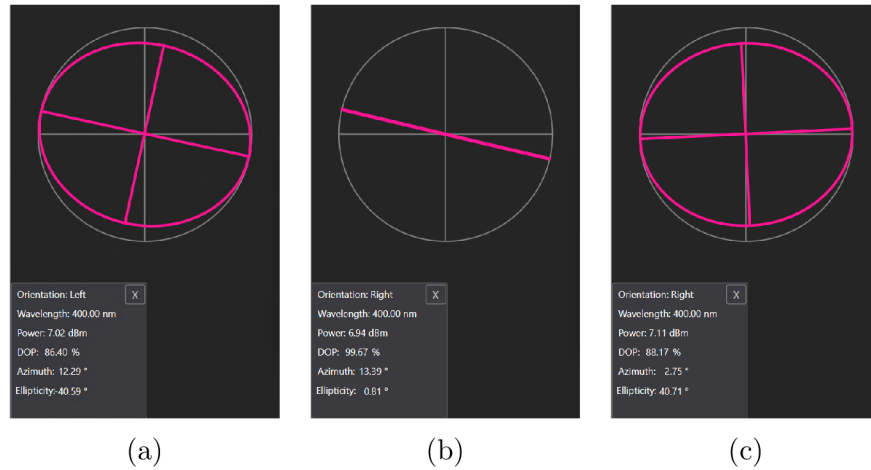 Orientation: Left X
Wavelength: 400.00 nm
Power: 7.02 dBm
DOP: 86.40 %
Azimuth: 12.29 °
Ellipticity:-40.59 °
(a)
Orientation: Right X
Wavelength: 400.00 nm
Power: 6.94 dBm
DOP: 99.67 %
Azimuth: 13.39 °
Ellipticity: 0.81 °
(b)
Orientation: Right X
Wavelength: 400.00 nm
Power: 7.11 dBm
DOP: 88.17 %
Azimuth: 2.75 °
Ellipticity: 40.71 °
(c)